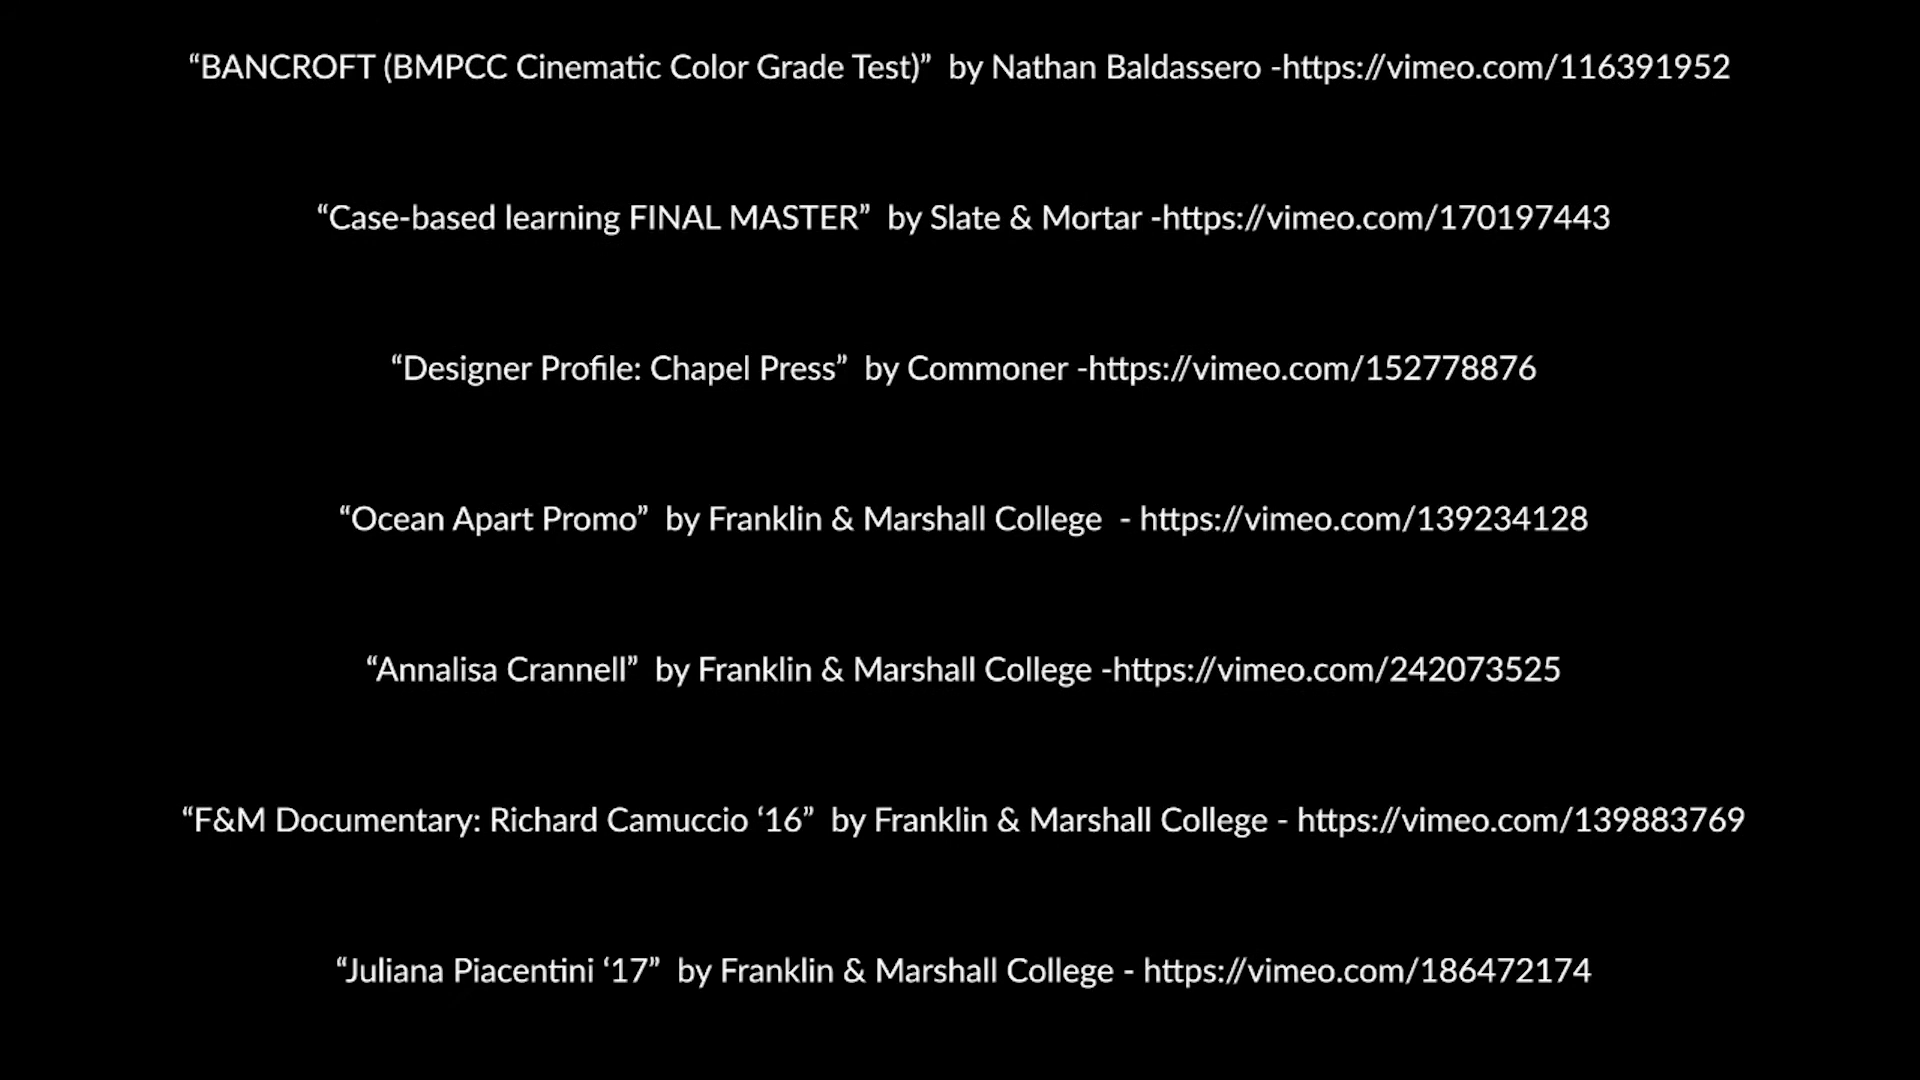 “BANCROFT (BMPCC Cinematic Color Grade Test)”  by Nathan Baldassero -https://vimeo.com/116391952
“Case-based learning FINAL MASTER”  by Slate & Mortar -https://vimeo.com/170197443
“Designer Profile: Chapel Press”  by Commoner -https://vimeo.com/152778876
“Ocean Apart Promo”  by Franklin & Marshall College  - https://vimeo.com/139234128
“Annalisa Crannell”  by Franklin & Marshall College -https://vimeo.com/242073525
“F&M Documentary: Richard Camuccio ‘16”  by Franklin & Marshall College - https://vimeo.com/139883769
“Juliana Piacentini ‘17”  by Franklin & Marshall College - https://vimeo.com/186472174